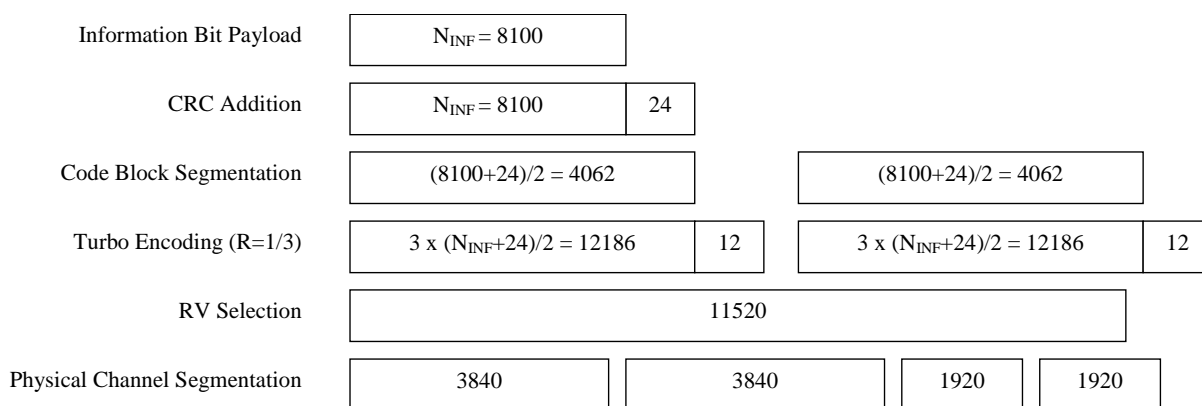 Information Bit Payload N_INF = 8100
CRC Addition N_INF = 8100 24
Code Block Segmentation (8100+24)/2 = 4062 (8100+24)/2 = 4062
Turbo Encoding (R=1/3) 3 x (N_INF+24)/2 = 12186 12 3 x (N_INF+24)/2 = 12186 12
RV Selection 11520
Physical Channel Segmentation 3840 3840 1920 1920